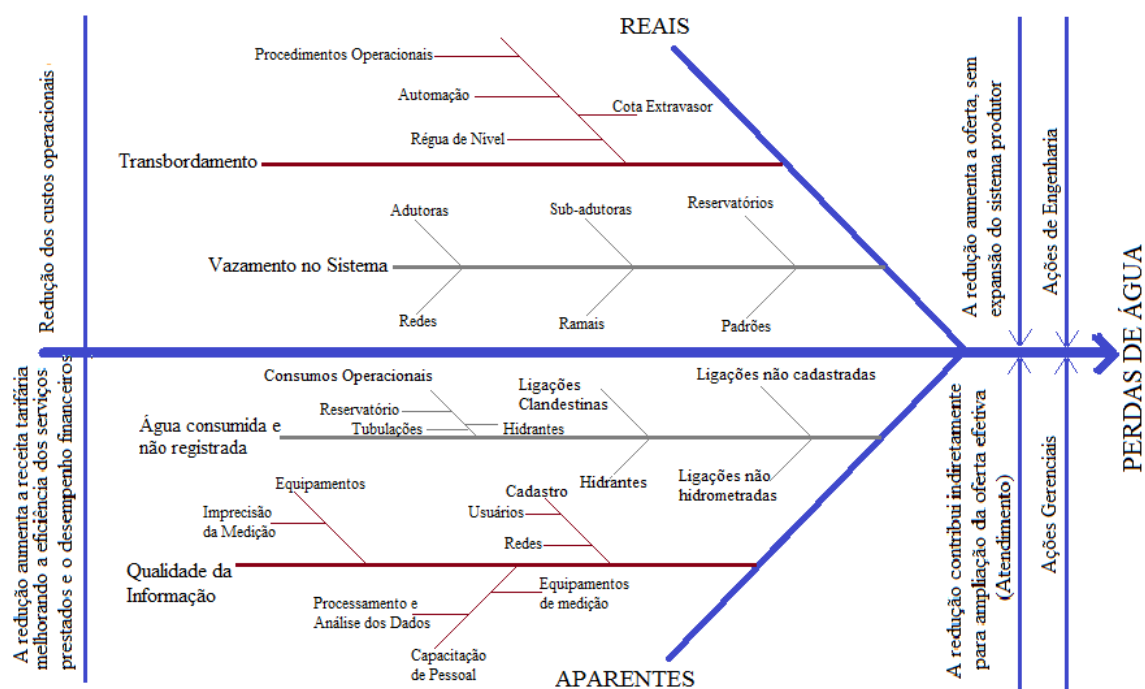 REAIS
Procedimentos Operacionais
Automação
Cota Extravasor
Régua de Nivel
Transbordamento
Adutoras
Sub-adutoras
Reservatórios
Vazamento no Sistema
Redes
Ramais
Padrões
Redução dos custos operacionais
A redução aumenta a oferta, sem
expansão do sistema produtor
Ações de Engenharia
PERDAS DE ÁGUA
Consumos Operacionais
Reservatório
Tubulações
Hidrantes
Ligações
Clandestinas
Ligações não cadastradas
Água consumida e
não registrada
Hidrantes
Ligações não
hidrometradas
Equipamentos
Imprecisão
da Medição
Cadastro
Usuários
Redes
Qualidade da
Informação
Equipamentos
de medição
Processamento e
Análise dos Dados
Capacitação
de Pessoal
APARENTES
A redução aumenta a receita tarifária
melhorando a eficiência dos serviços
prestados e o desempenho financeiros
A redução contribui indiretamente
para ampliação da oferta efetiva
(Atendimento)
Ações Gerenciais